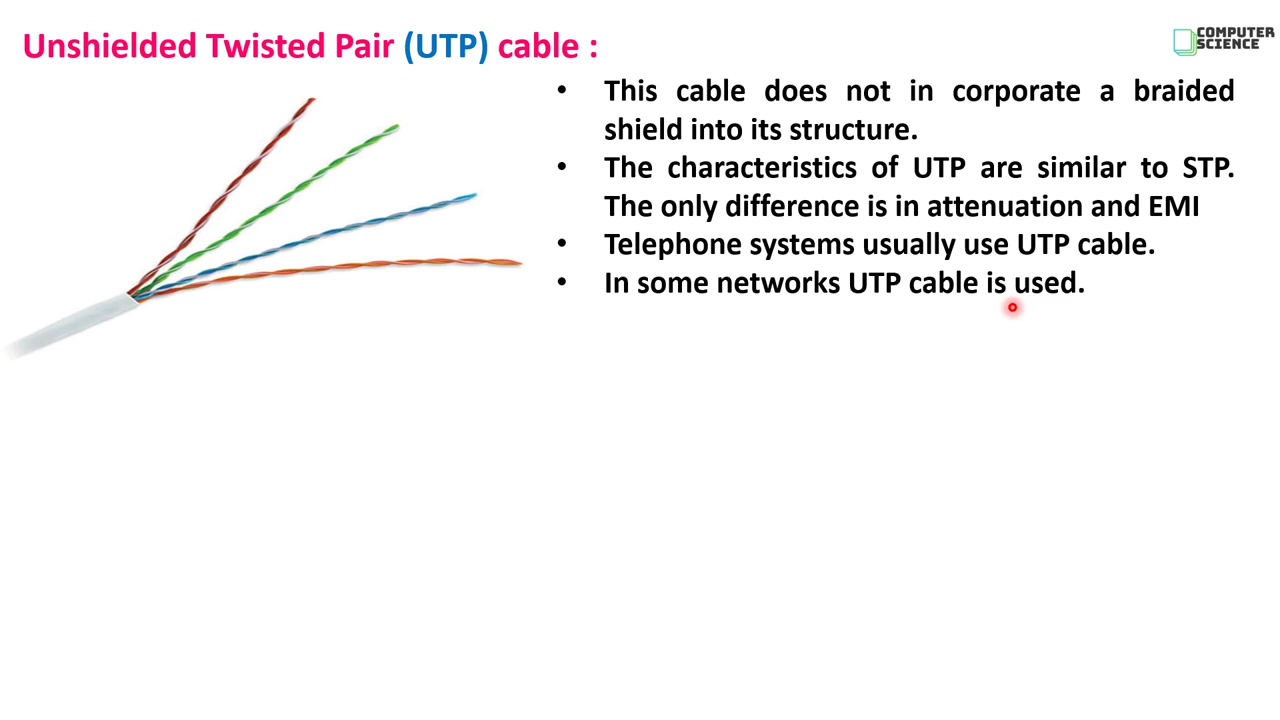 Unshielded Twisted Pair (UTP) cable :
COMPUTER
SCIENCE
• This cable does not in corporate a braided
shield into its structure.
• The characteristics of UTP are similar to STP.
The only difference is in attenuation and EMI
• Telephone systems usually use UTP cable.
• In some networks UTP cable is used.